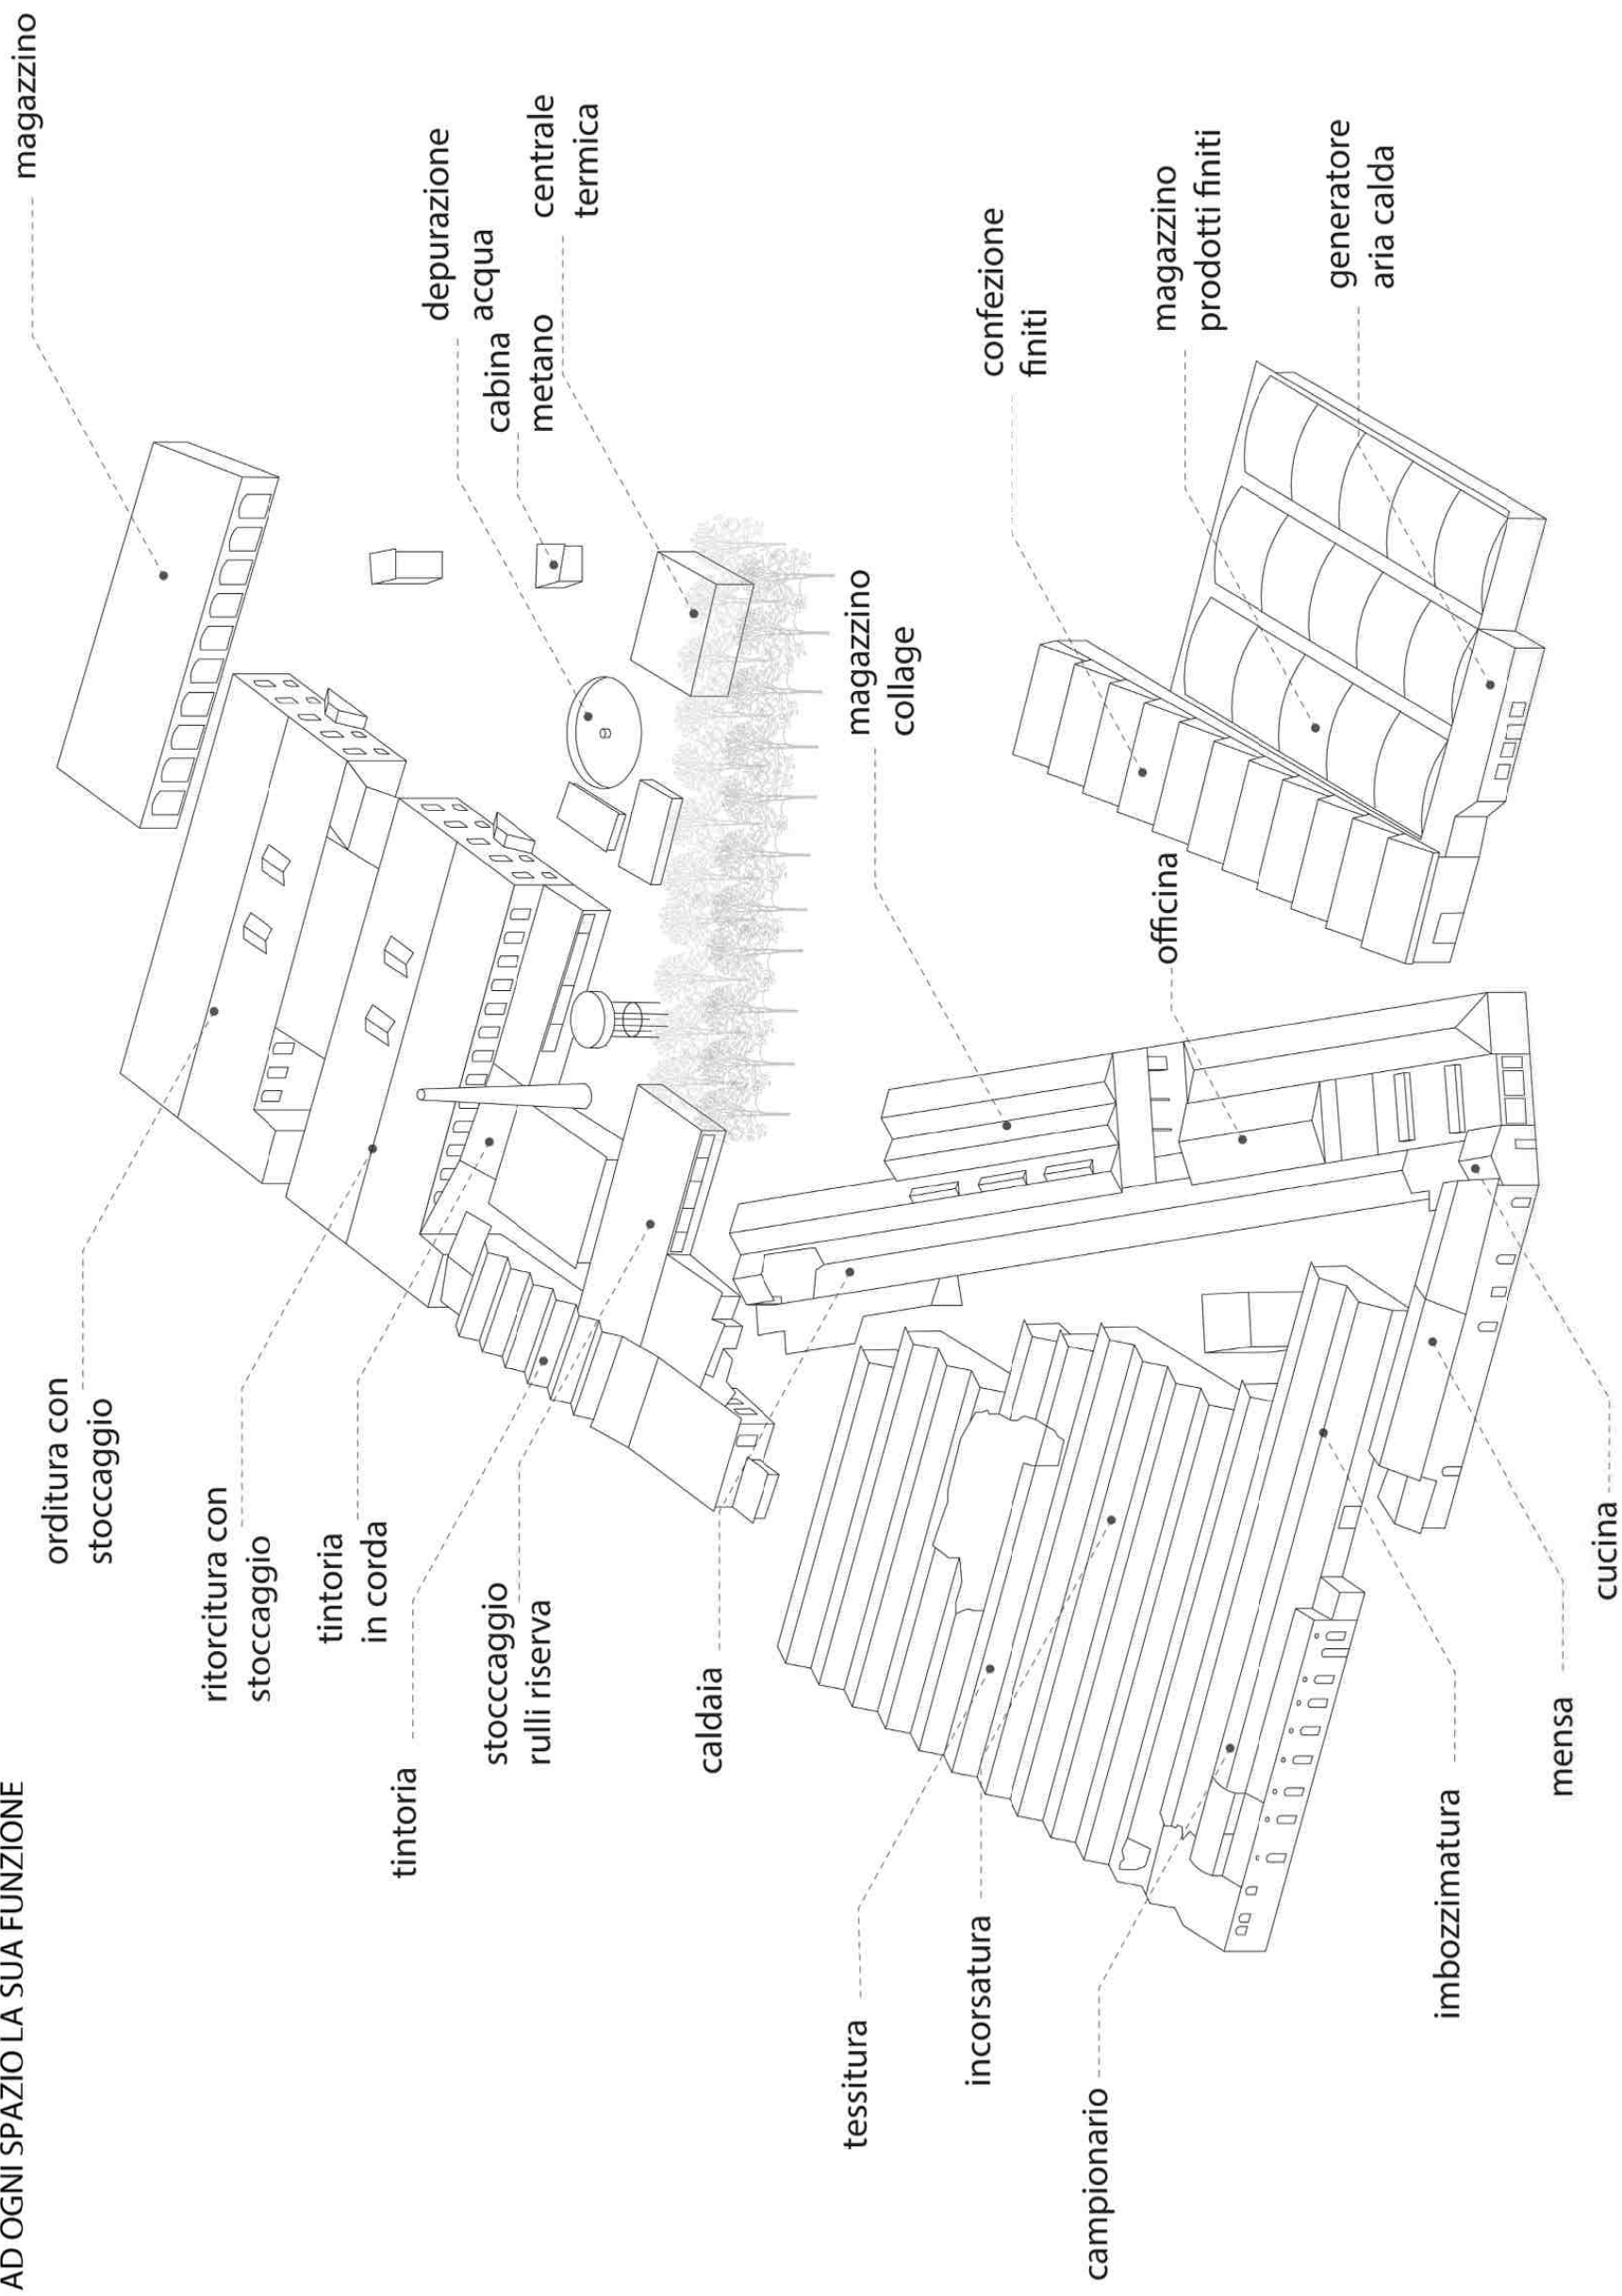 AD OGNI SPAZIO LA SUA FUNZIONE
orditura con
stoccaggio
magazzino
ritorcitura con
stoccaggio
tintoria
in corda
tintoria
stocccaggio
rulli riserva
depurazione
acqua
cabina
metano
centrale
termica
caldaia
magazzino
collage
tessitura
incorsatura
campionario
confezione
finiti
officina
magazzino
prodotti finiti
generatore
aria calda
imbozzimatura
mensa
cucina